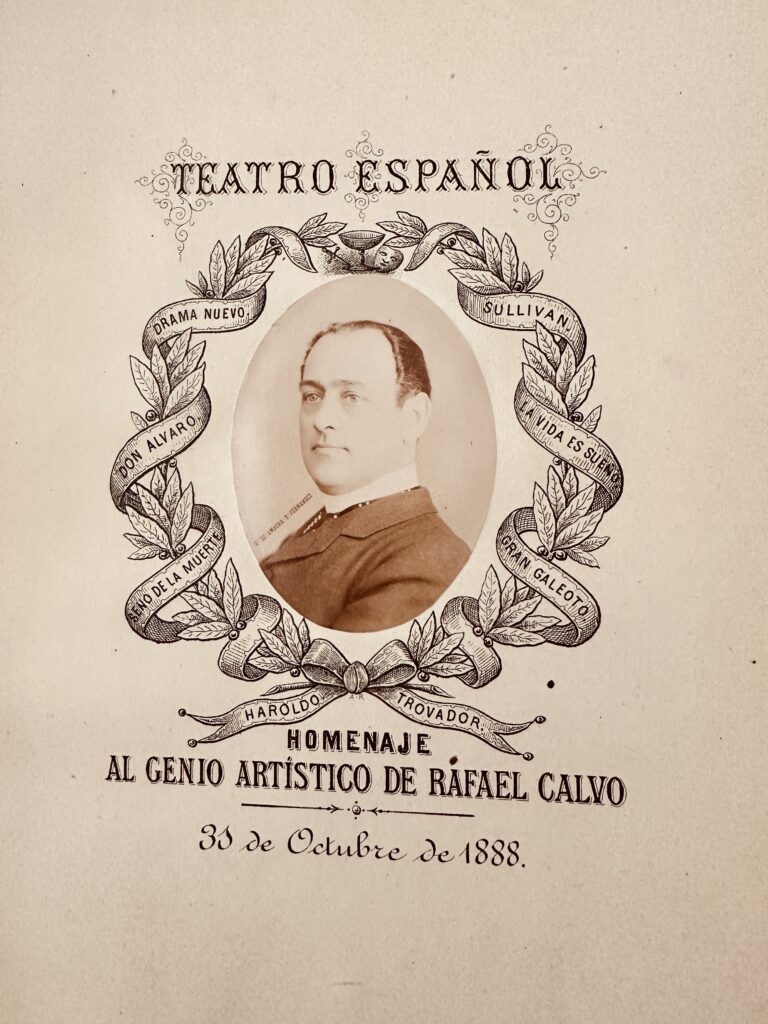 TEATRO ESPAÑOL
DRAMA NUEVO.
SULLIVAN.
DON ALVARO.
LA VIDA ES SUEÑO
SENO DE LA MUERTE
GRAN GALEOTO
HAROLDO
TROVADOR.
HOMENAJE
AL GENIO ARTÍSTICO DE RAFAEL CALVO
31 de Octubre de 1888.